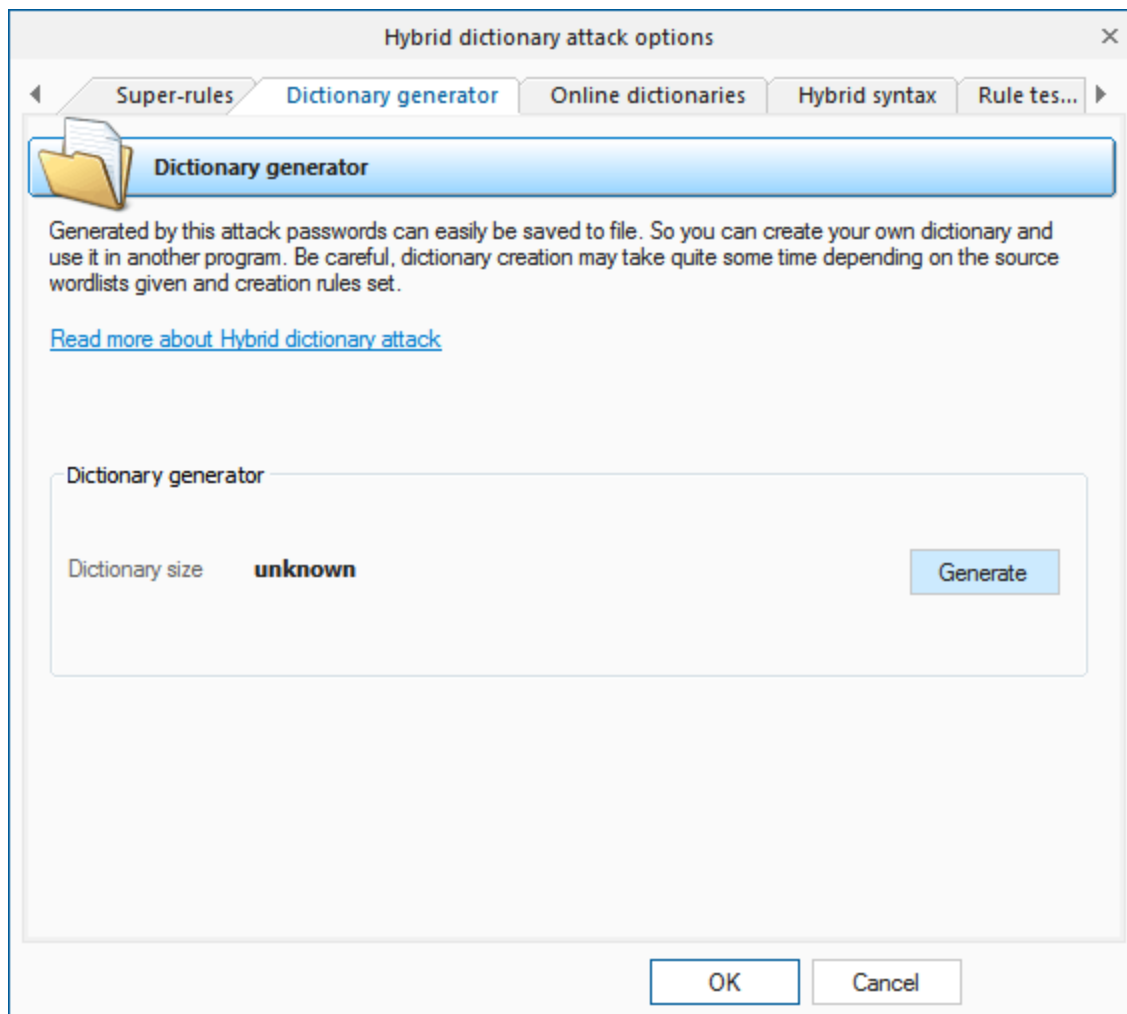 Hybrid dictionary attack options
Super-rules
Dictionary generator
Online dictionaries
Hybrid syntax
Rule tes...
Dictionary generator
Generated by this attack passwords can easily be saved to file. So you can create your own dictionary and
use it in another program. Be careful, dictionary creation may take quite some time depending on the source
wordlists given and creation rules set.
Read more about Hybrid dictionary attack
Dictionary generator
Dictionary size unknown
Generate
OK
Cancel